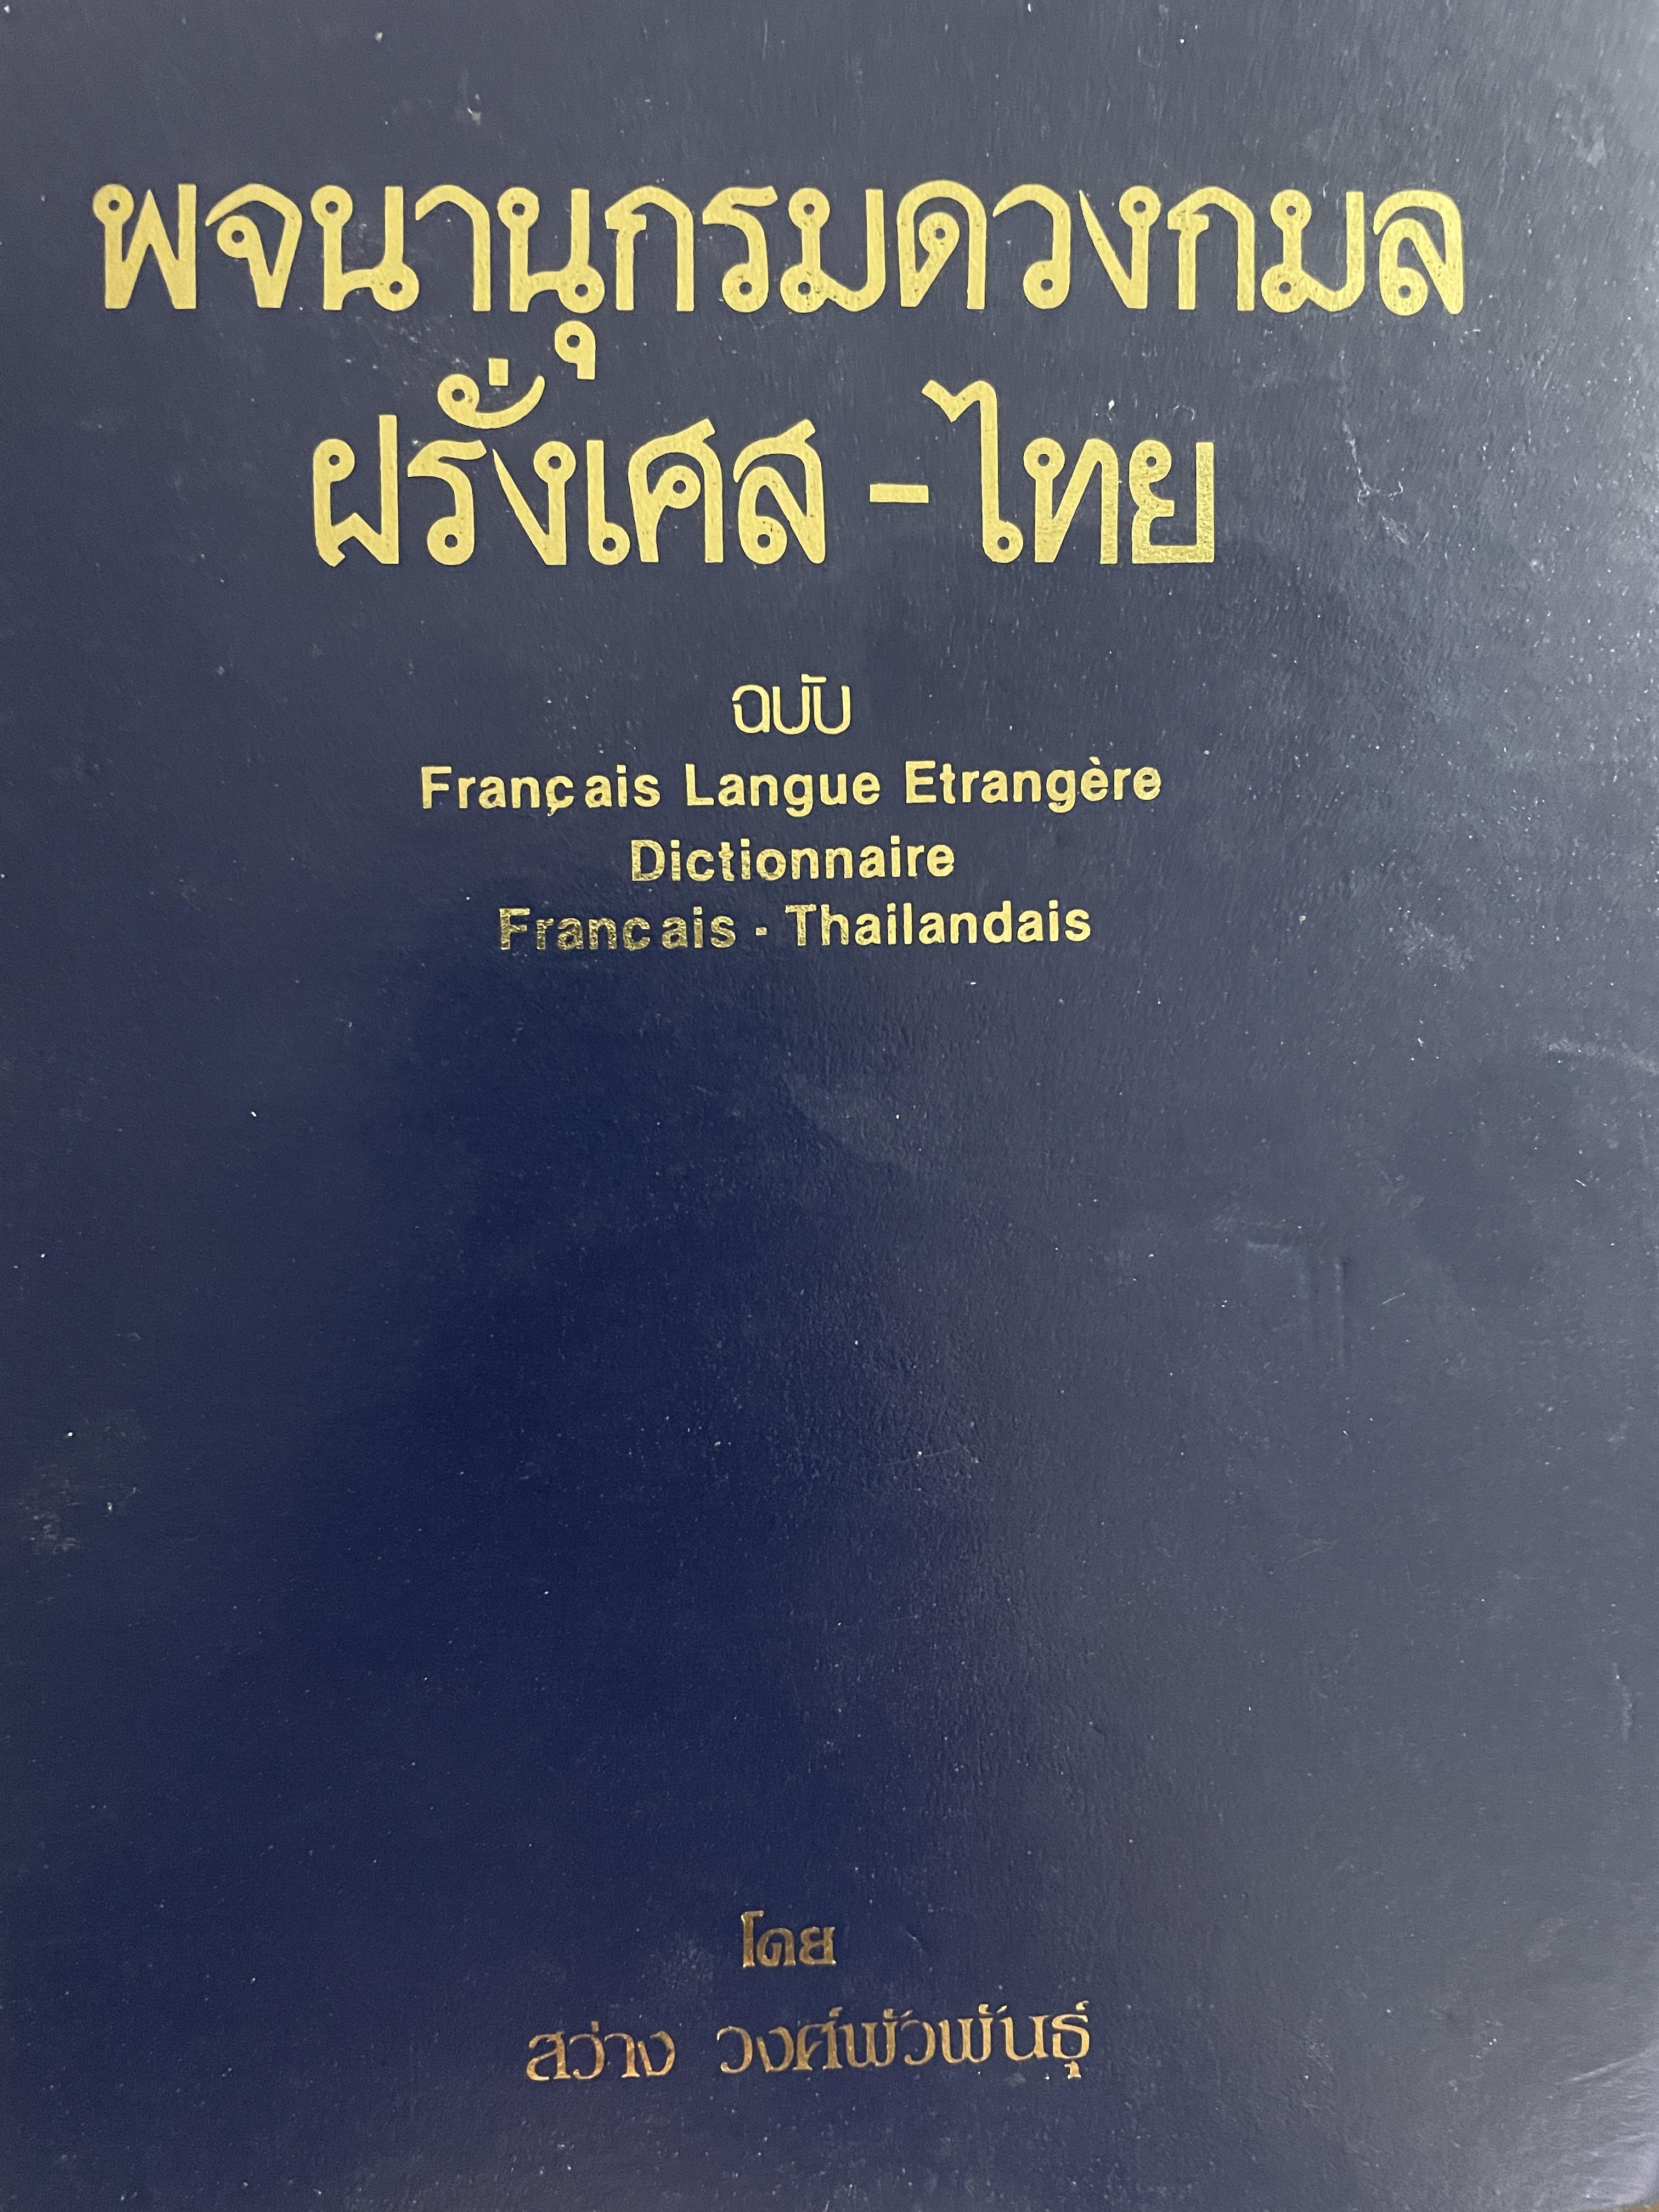 พจนานุกรมดวงกมล
ฝรั่งเศส - ไทย
ฉบับ
Français Langue Etrangère
Dictionnaire
Francais - Thailandais
โดย
สว่าง วงศ์พัวพันธุ์